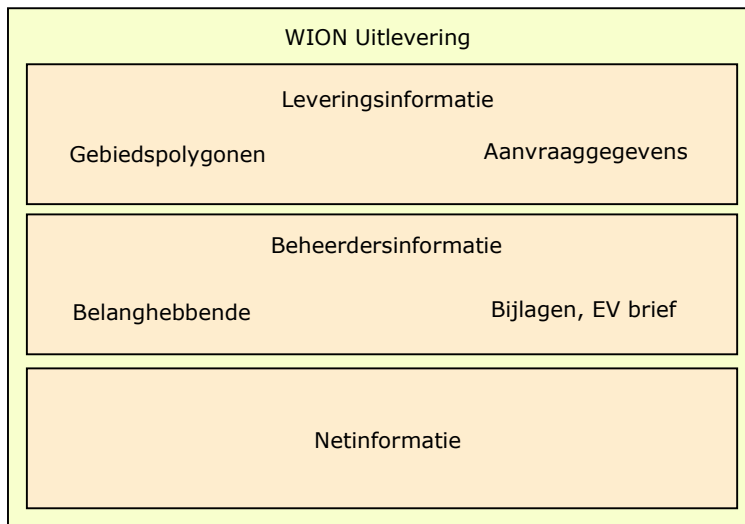 WION Uitlevering
Leveringsinformatie
Gebiedspolygonen Aanvraaggegevens
Beheerdersinformatie
Belanghebbende Bijlagen, EV brief
Netinformatie